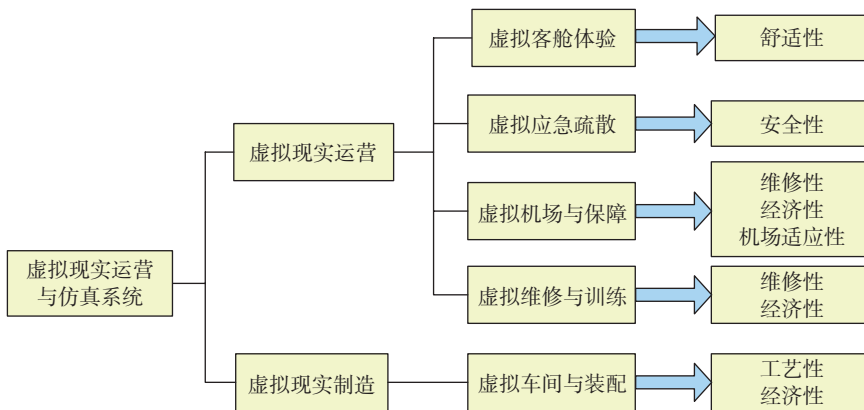 虚拟客舱体验
舒适性
虚拟应急疏散
安全性
虚拟现实运营
虚拟机场与保障
维修性
经济性
机场适应性
虚拟现实运营
与仿真系统
虚拟维修与训练
维修性
经济性
虚拟现实制造
虚拟车间与装配
工艺性
经济性